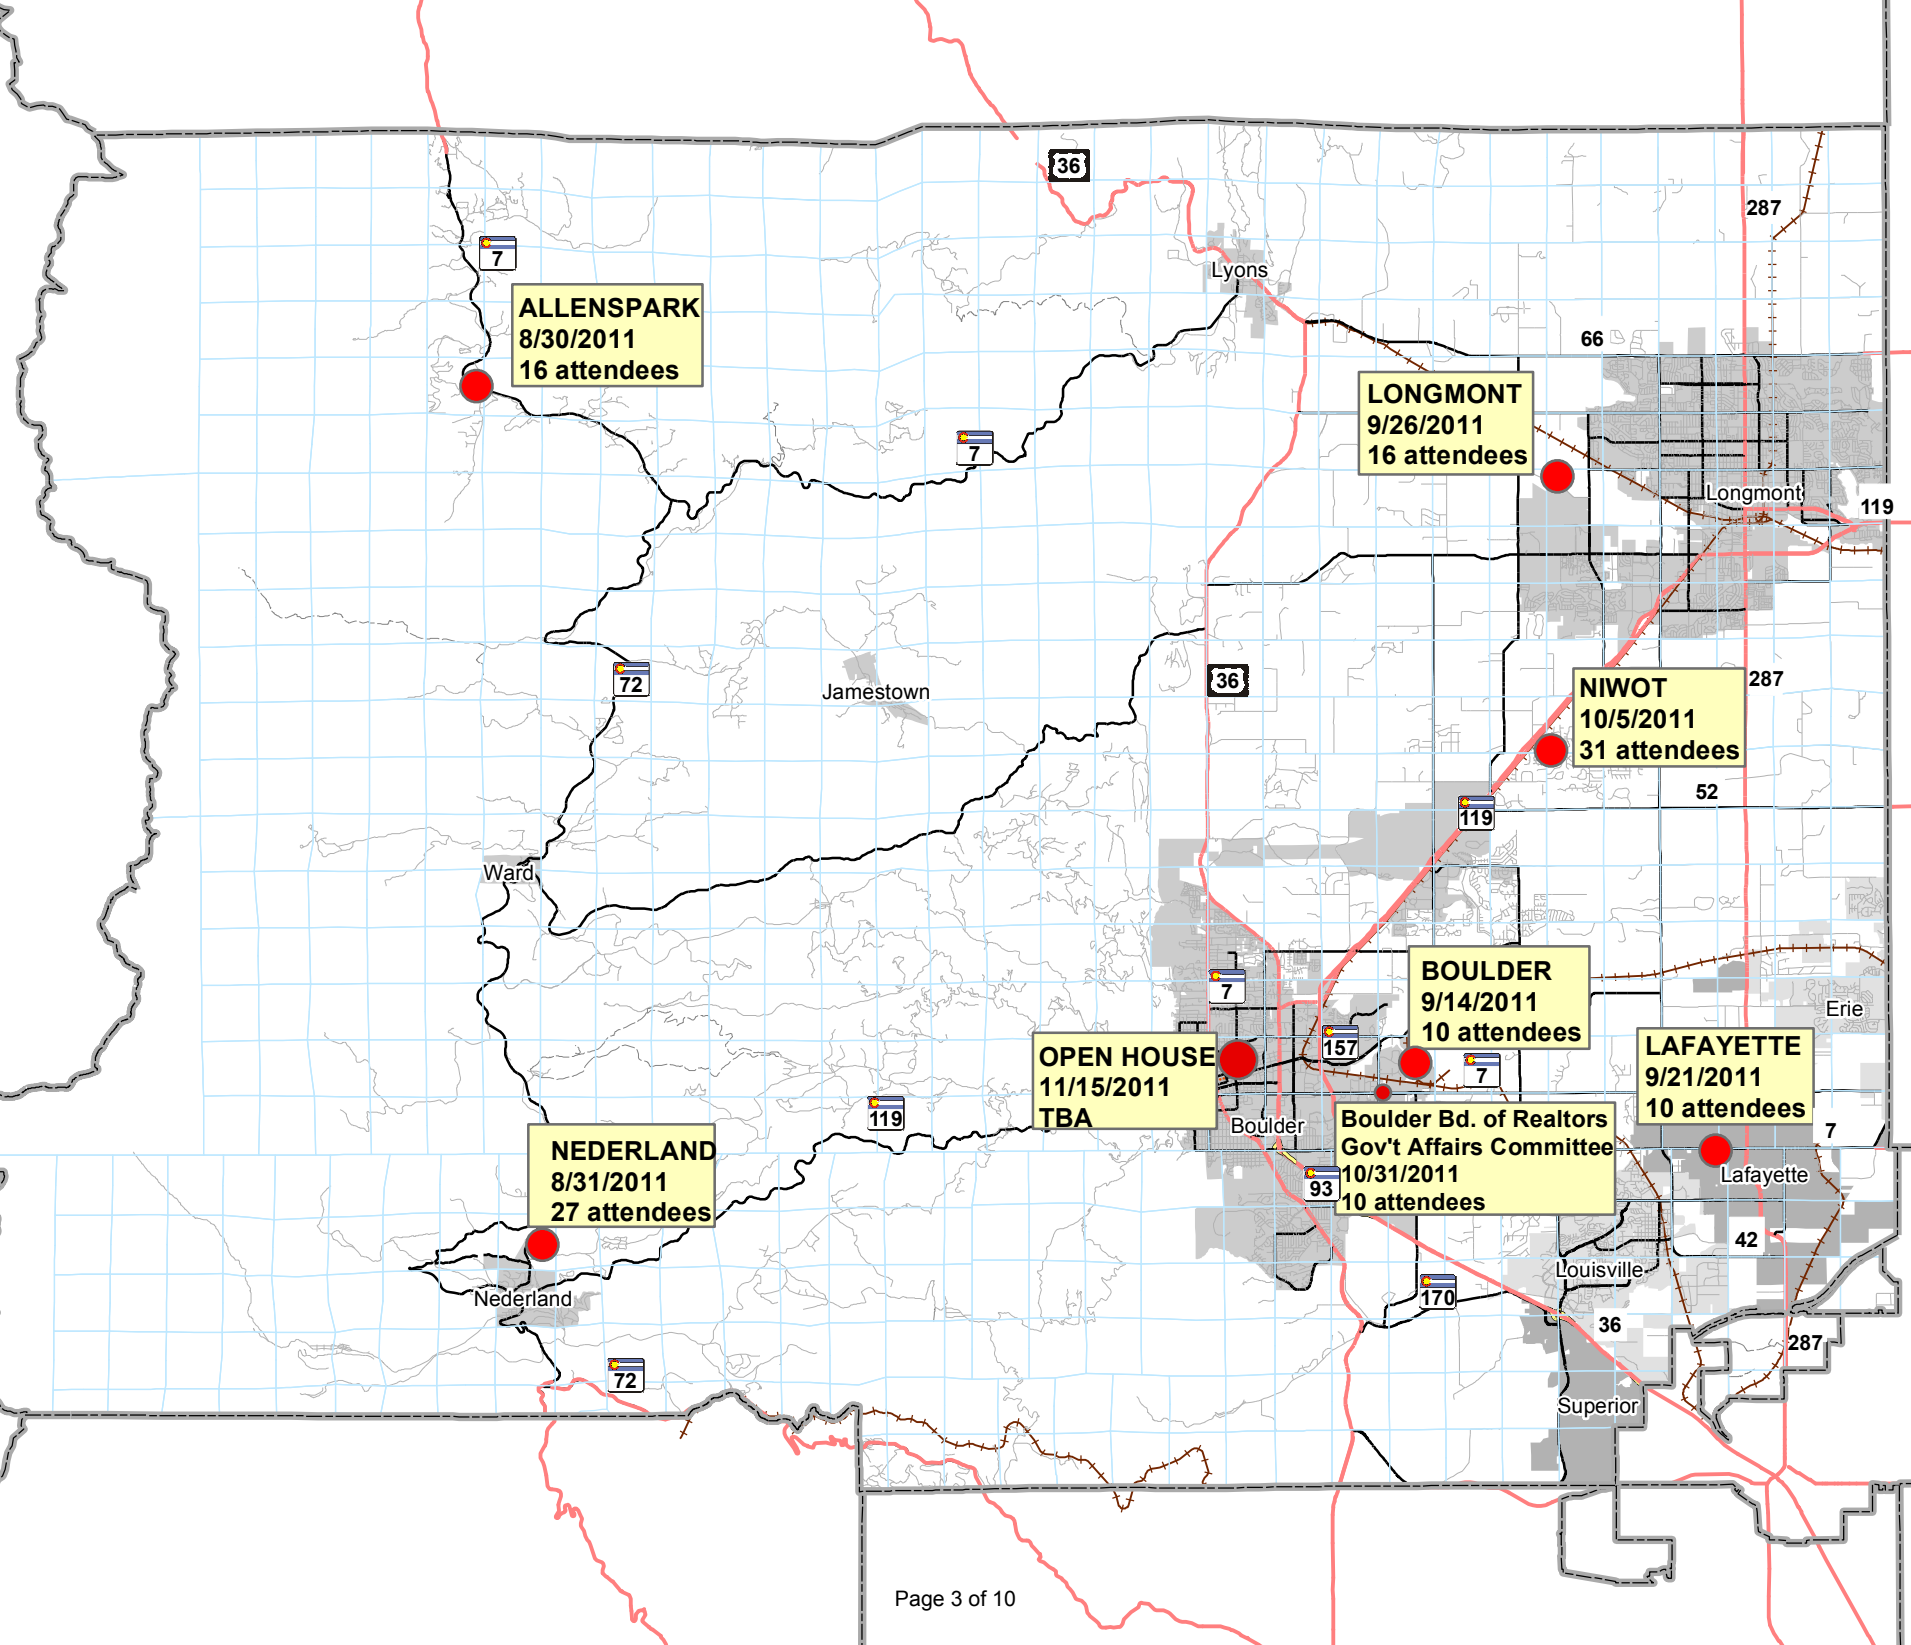 36
287
7
Lyons
ALLENSPARK
8/30/2011
16 attendees
66
LONGMONT
9/26/2011
16 attendees
7
Longmont
119
72
Jamestown
36
287
NIWOT
10/5/2011
31 attendees
52
119
Ward
7
BOULDER
9/14/2011
10 attendees
Erie
157
7
OPEN HOUSE
11/15/2011
TBA
LAFAYETTE
9/21/2011
10 attendees
119
Boulder
Boulder Bd. of Realtors
Gov't Affairs Committee
10/31/2011
10 attendees
7
NEDERLAND
8/31/2011
27 attendees
93
Lafayette
42
Louisville
Nederland
170
36
287
72
Superior
Page 3 of 10